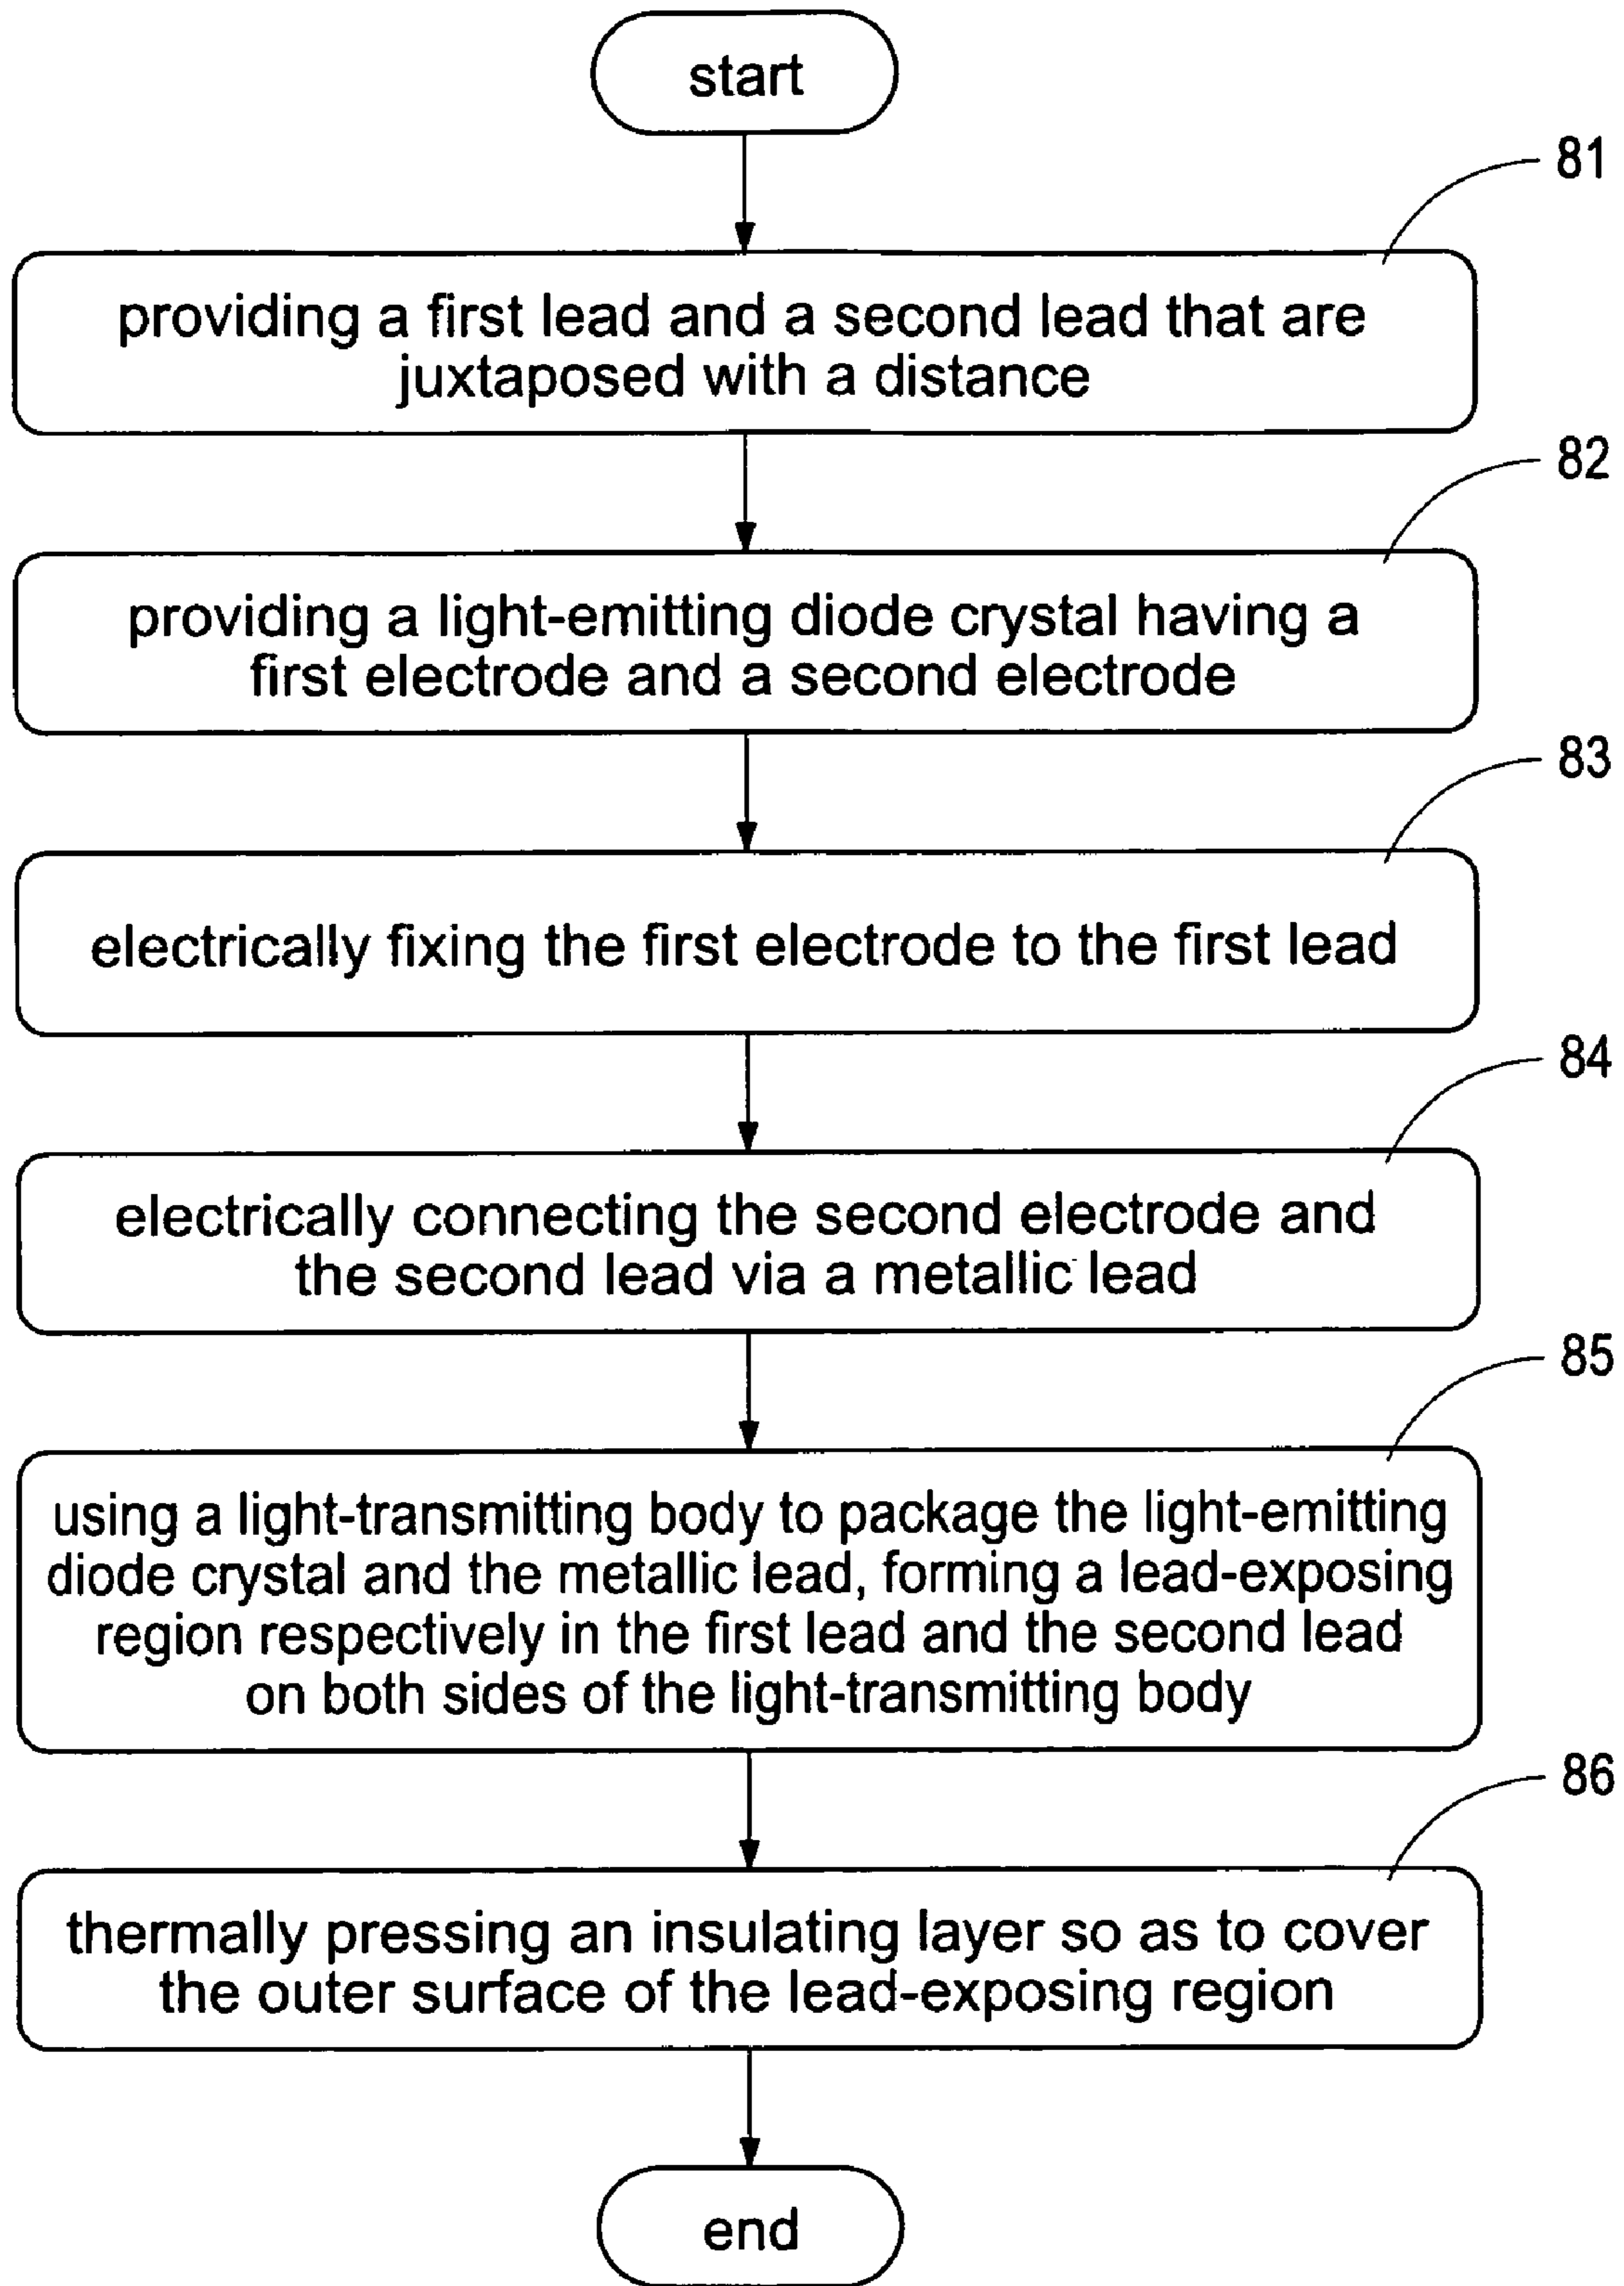 start
81
providing a first lead and a second lead that are
juxtaposed with a distance
82
providing a light-emitting diode crystal having a
first electrode and a second electrode
83
electrically fixing the first electrode to the first lead
84
electrically connecting the second electrode and
the second lead via a metallic lead
85
using a light-transmitting body to package the light-emitting
diode crystal and the metallic lead, forming a lead-exposing
region respectively in the first lead and the second lead
on both sides of the light-transmitting body
86
thermally pressing an insulating layer so as to cover
the outer surface of the lead-exposing region
end